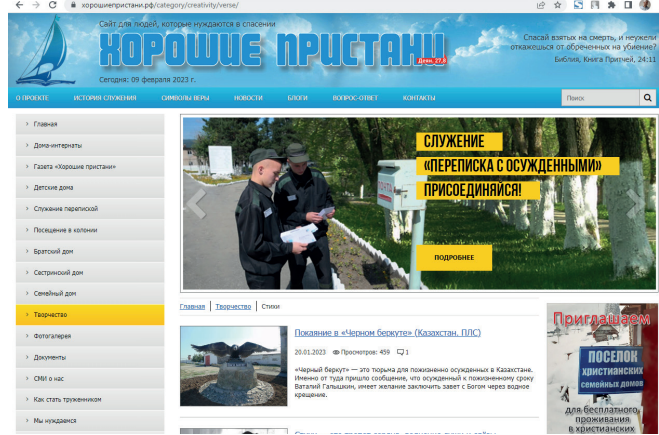 хорошиепристани.рф/category/creativity/verse/
Сайт для людей, которые нуждаются в спасении
ХОРОШИЕ ПРИСТАНИ
Деян. 27,8
Сегодня: 09 февраля 2023 г.
Спасай взятых на смерть, и неужели
откажешься от обреченных на убиение?
Библия, Книга Притчей, 24:11
О ПРОЕКТЕ ИСТОРИЯ СЛУЖЕНИЯ СИМВОЛЫ ВЕРЫ НОВОСТИ БЛОГИ ВОПРОС-ОТВЕТ КОНТАКТЫ
Поиск
Главная
Дома-интернаты
Газета «Хорошие пристани»
Детские дома
Служение перепиской
Посещение в колонии
Братский дом
Сестринский дом
Семейный дом
Творчество
Фотогалерея
Документы
СМИ о нас
Как стать труженником
Мы нуждаемся
СЛУЖЕНИЕ
«ПЕРЕПИСКА С ОСУЖДЕННЫМИ»
ПРИСОЕДИНЯЙСЯ!
ПОЧТА
ПОДРОБНЕЕ
Главная | Творчество | Стихи
Покаяние в «Черном беркуте» (Казахстан, ПЛС)
20.01.2023 Просмотров: 459 1
«Черный беркут» — это тюрьма для пожизненно осужденных в Казахстане.
Именно от туда пришло сообщение, что осужденный к пожизненному сроку
Виталий Галышкин, имеет желание заключить завет с Богом через водное
крещение.
Приглашаем
ПОСЕЛОК
христианских
семейных домов
для бесплатного
проживания
в христианских